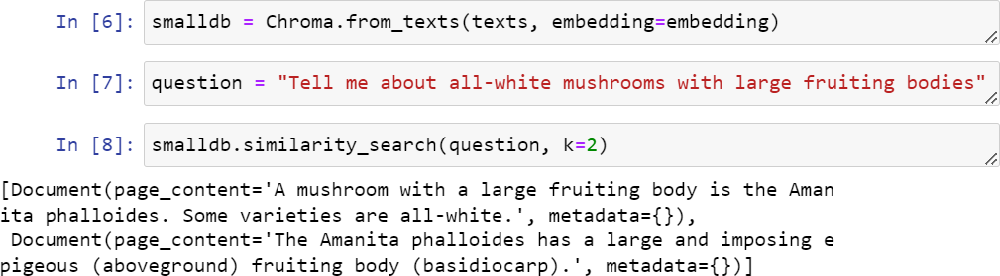 In [6]: smalldb = Chroma.from_texts(texts, embedding=embedding)
In [7]: question = "Tell me about all-white mushrooms with large fruiting bodies"
In [8]: smalldb.similarity_search(question, k=2)
[Document(page_content='A mushroom with a large fruiting body is the Aman
ita phalloides. Some varieties are all-white.', metadata={}),
 Document(page_content='The Amanita phalloides has a large and imposing e
pigeous (aboveground) fruiting body (basidiocarp).', metadata={})]